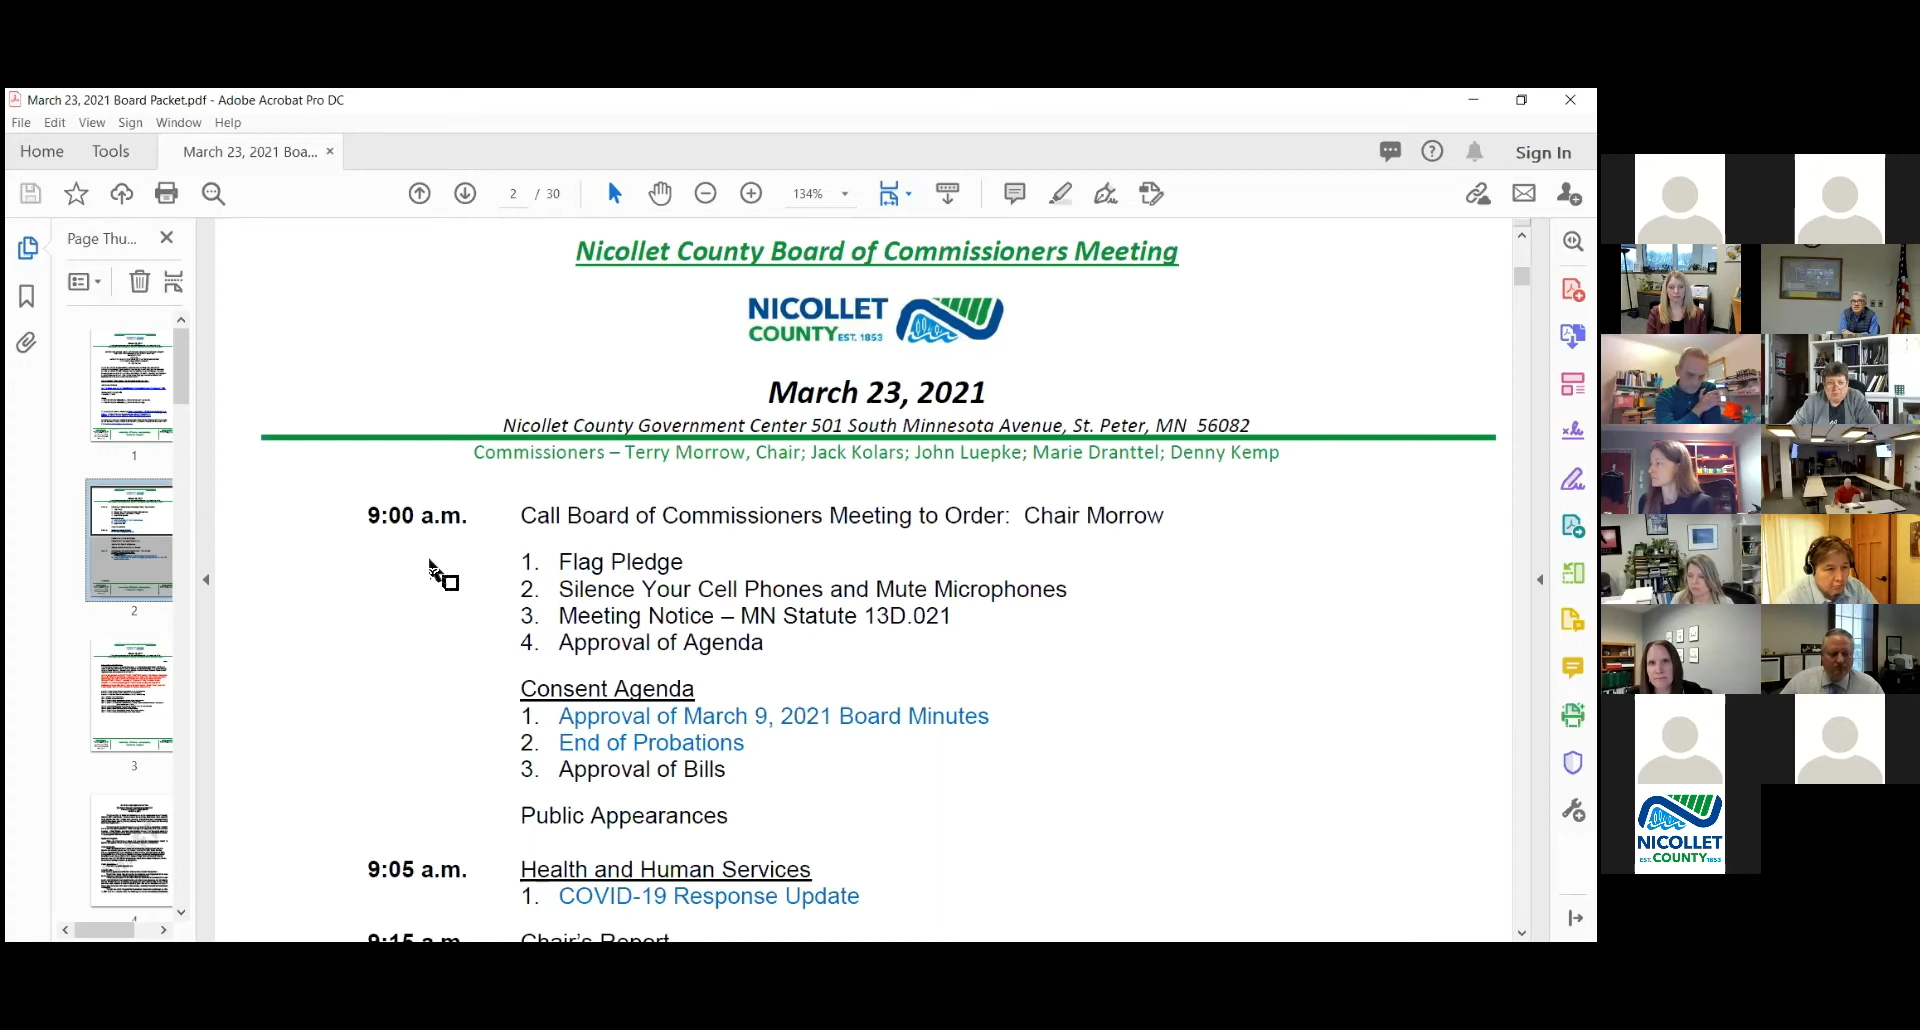 March 23, 2021 Board Packet.pdf - Adobe Acrobat Pro DC
File Edit View Sign Window Help
Home Tools March 23, 2021 Boa... × Sign In
2 / 30 134%
Page Thu...
1
2
3
4
Nicollet County Board of Commissioners Meeting
NICOLLET
COUNTY EST. 1853
March 23, 2021
Nicollet County Government Center 501 South Minnesota Avenue, St. Peter, MN 56082
Commissioners – Terry Morrow, Chair; Jack Kolars; John Luepke; Marie Dranttel; Denny Kemp
9:00 a.m. Call Board of Commissioners Meeting to Order: Chair Morrow
1. Flag Pledge
2. Silence Your Cell Phones and Mute Microphones
3. Meeting Notice – MN Statute 13D.021
4. Approval of Agenda
Consent Agenda
1. Approval of March 9, 2021 Board Minutes
2. End of Probations
3. Approval of Bills
Public Appearances
9:05 a.m. Health and Human Services
1. COVID-19 Response Update
9:15 a.m. Chair's Report
NICOLLET
EST. COUNTY 1853